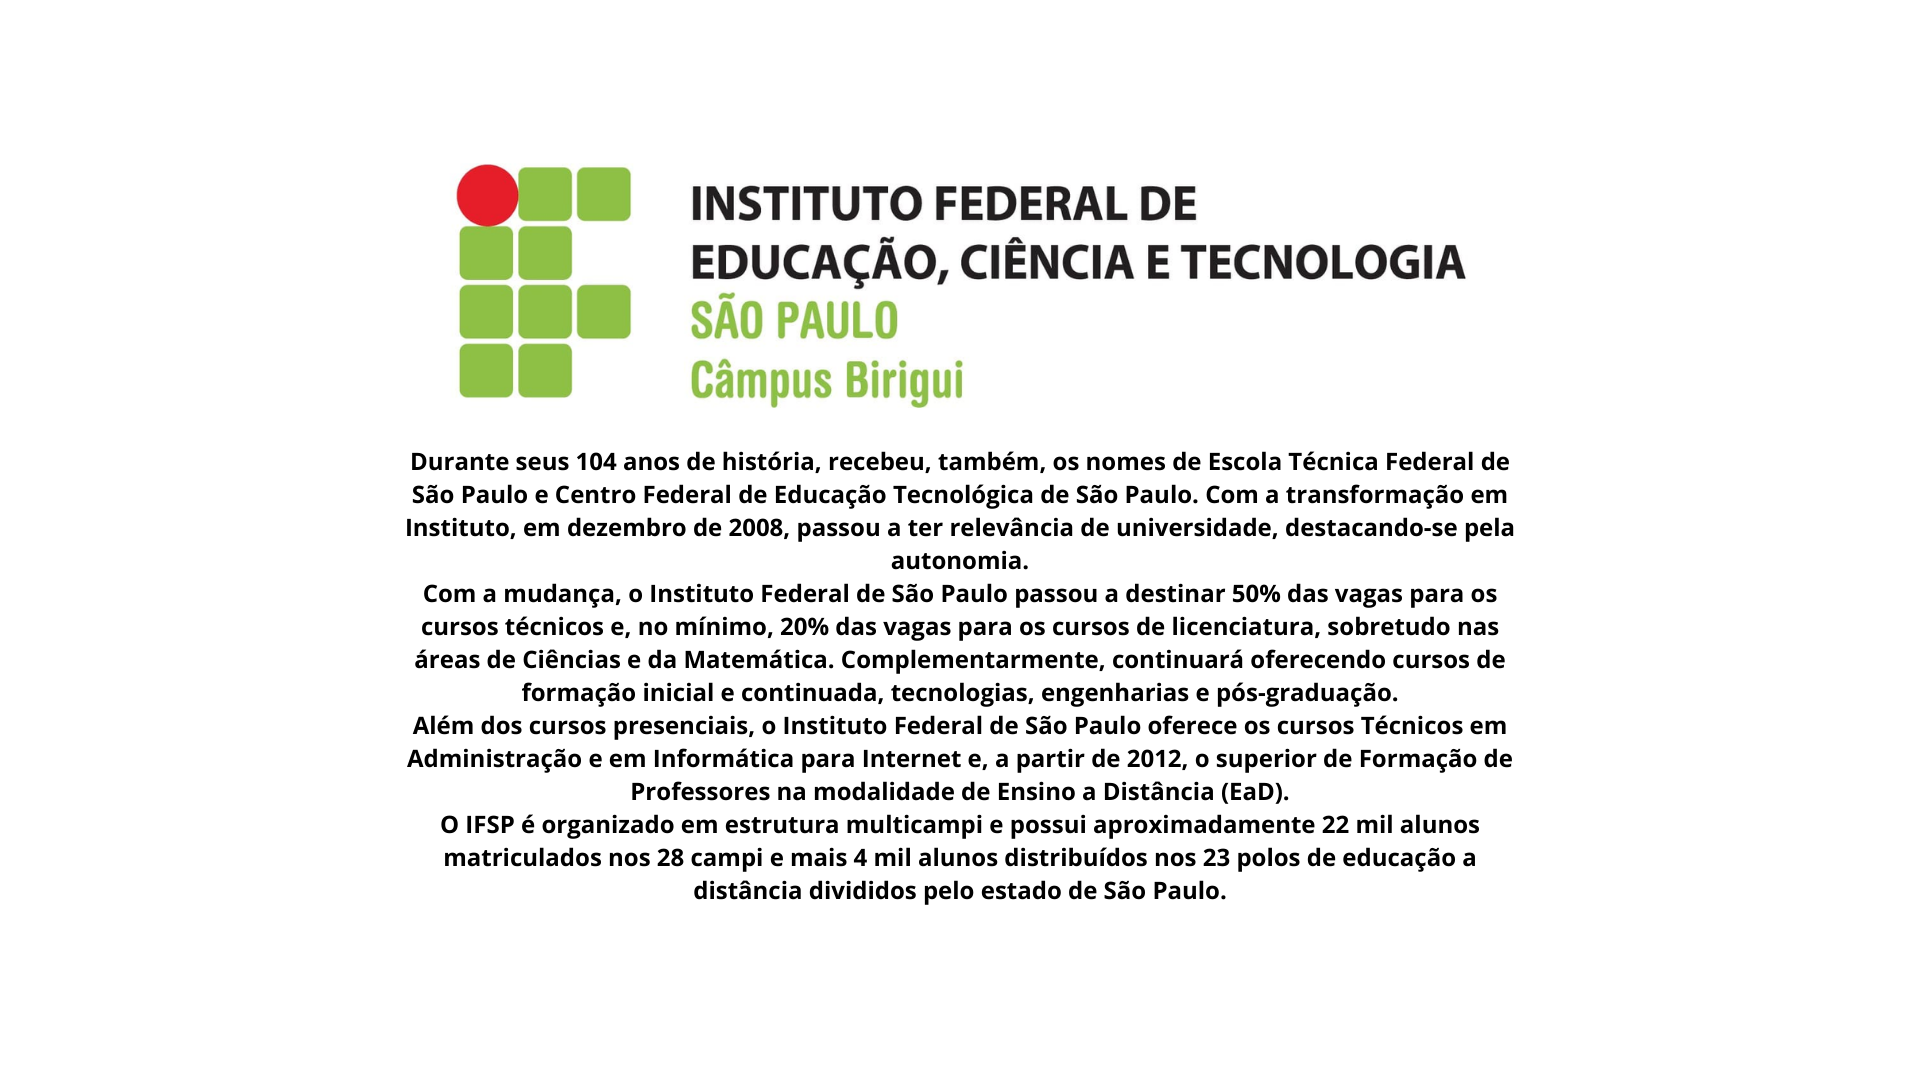 INSTITUTO FEDERAL DE
EDUCAÇÃO, CIÊNCIA E TECNOLOGIA
SÃO PAULO
Câmpus Birigui
Durante seus 104 anos de história, recebeu, também, os nomes de Escola Técnica Federal de
São Paulo e Centro Federal de Educação Tecnológica de São Paulo. Com a transformação em
Instituto, em dezembro de 2008, passou a ter relevância de universidade, destacando-se pela
autonomia.
Com a mudança, o Instituto Federal de São Paulo passou a destinar 50% das vagas para os
cursos técnicos e, no mínimo, 20% das vagas para os cursos de licenciatura, sobretudo nas
áreas de Ciências e da Matemática. Complementarmente, continuará oferecendo cursos de
formação inicial e continuada, tecnologias, engenharias e pós-graduação.
Além dos cursos presenciais, o Instituto Federal de São Paulo oferece os cursos Técnicos em
Administração e em Informática para Internet e, a partir de 2012, o superior de Formação de
Professores na modalidade de Ensino a Distância (EaD).
O IFSP é organizado em estrutura multicampi e possui aproximadamente 22 mil alunos
matriculados nos 28 campi e mais 4 mil alunos distribuídos nos 23 polos de educação a
distância divididos pelo estado de São Paulo.